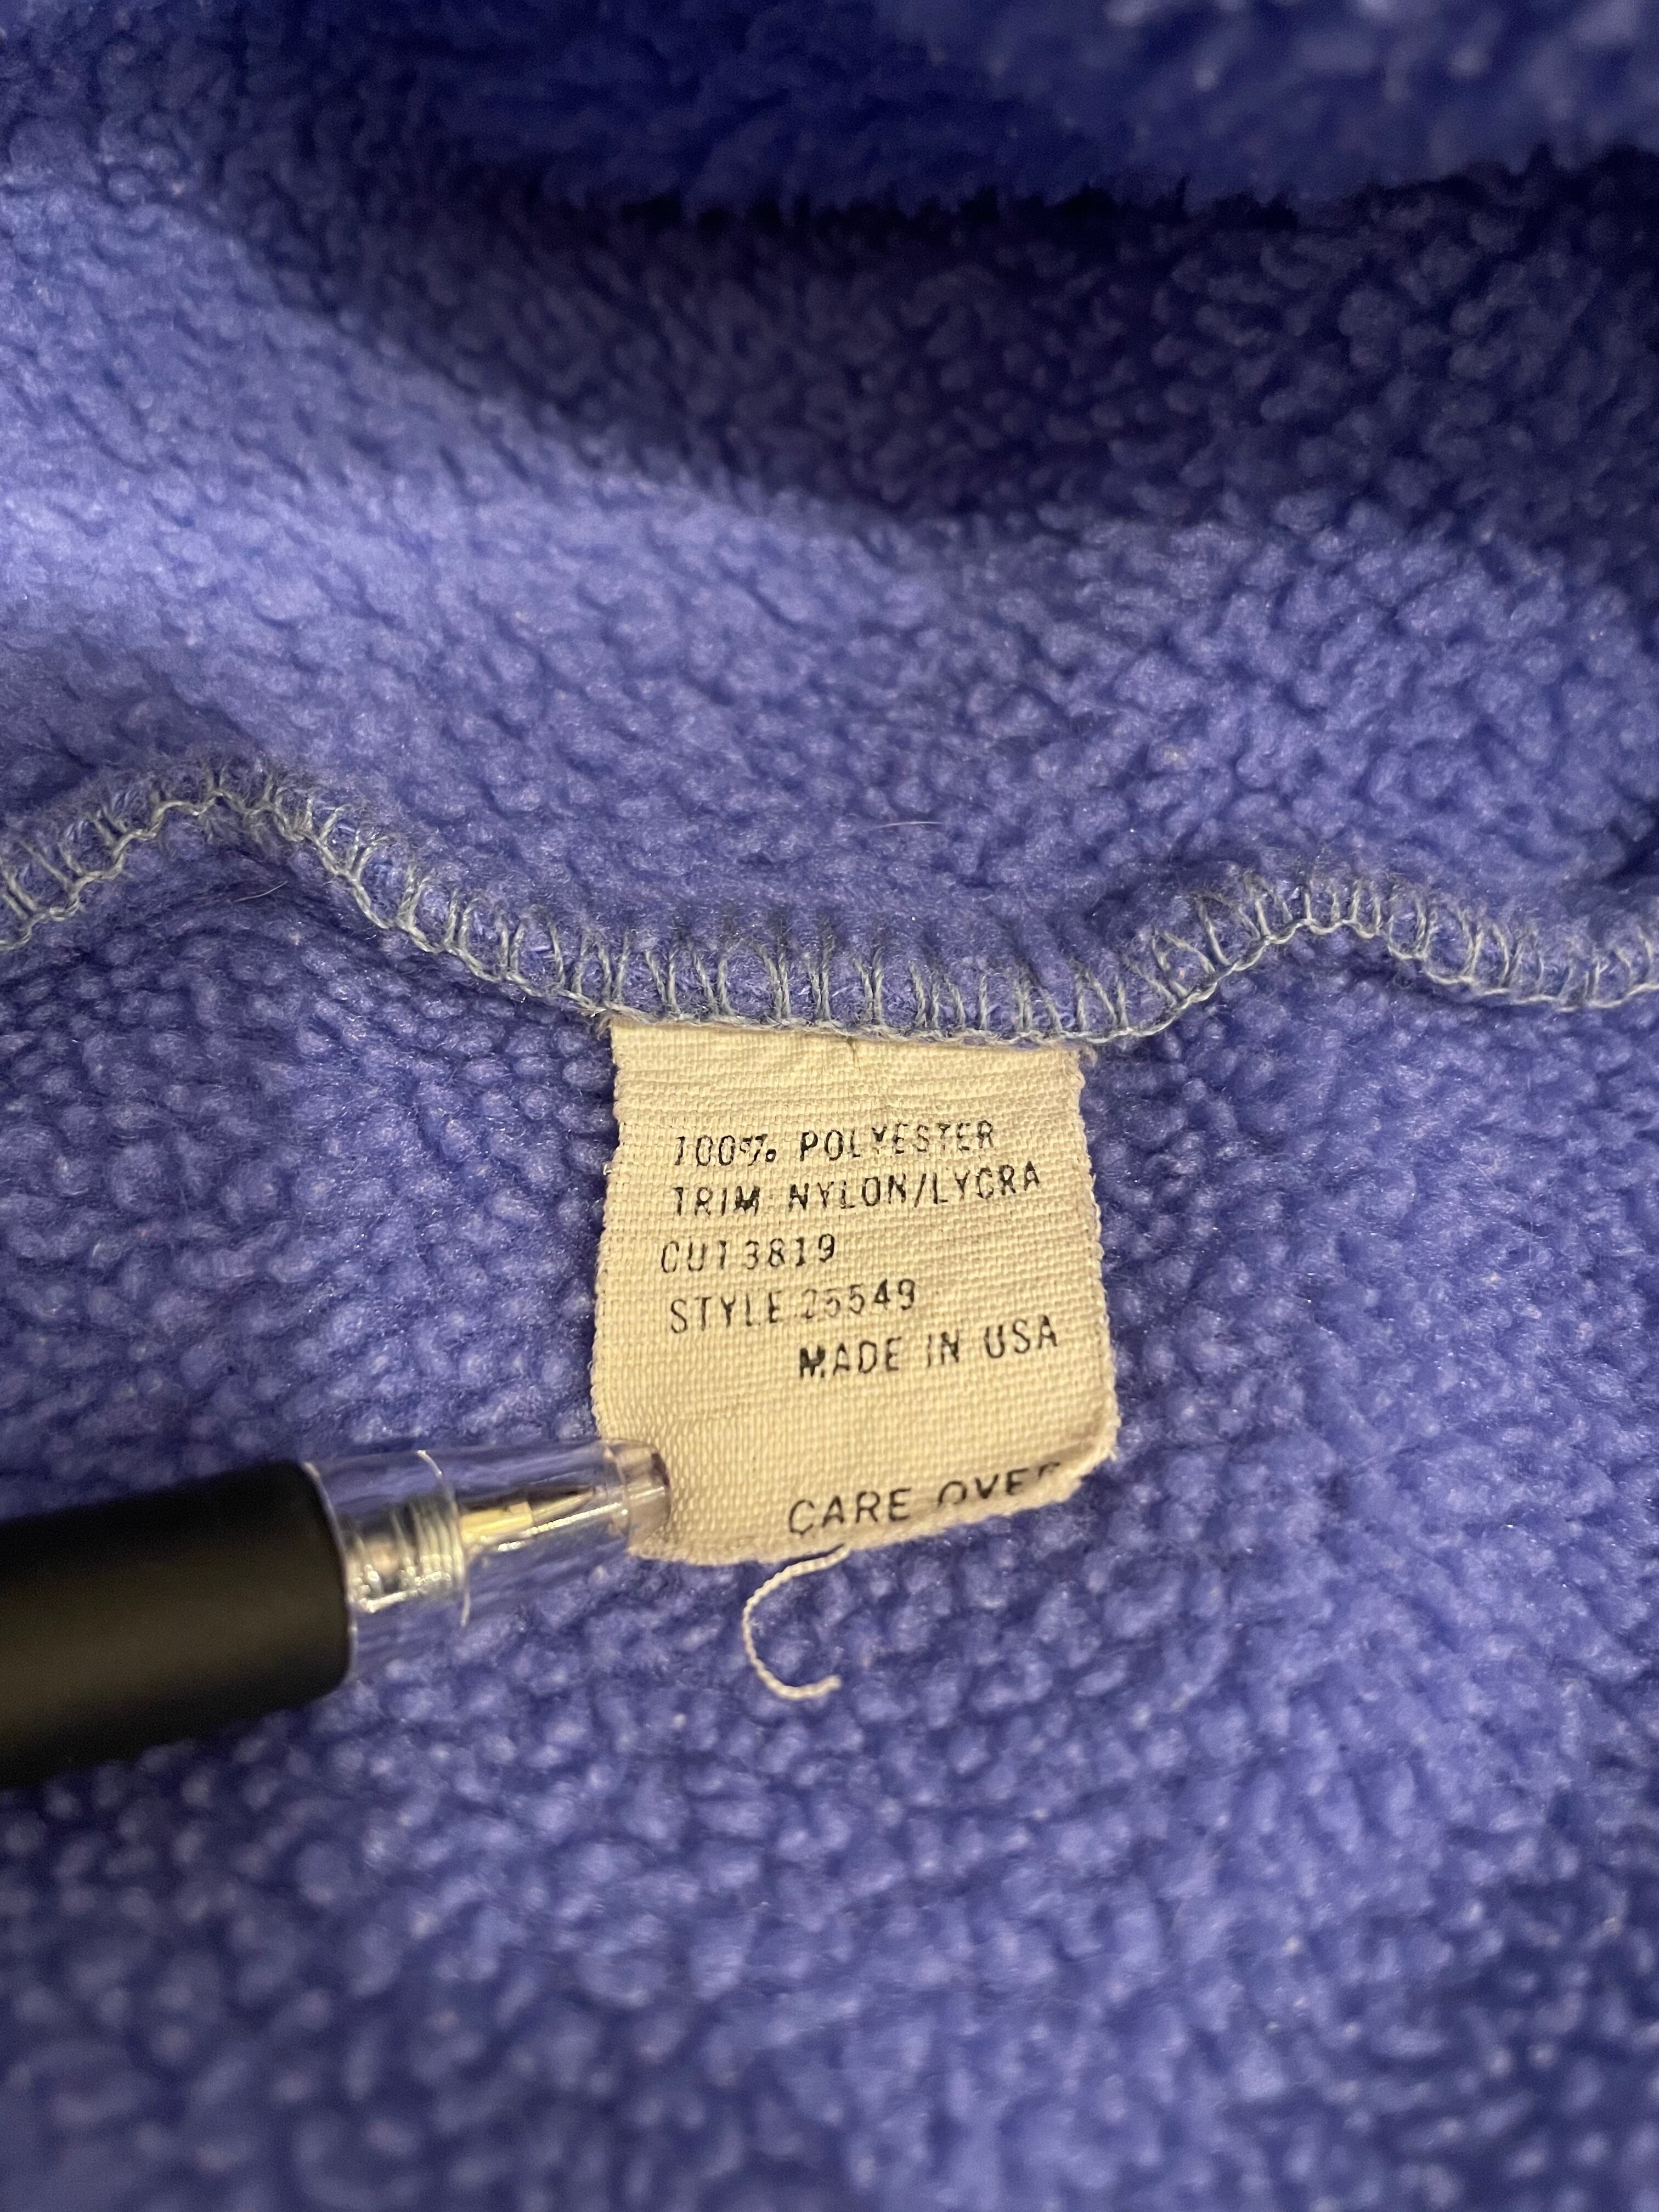 100% POLYESTER
TRIM NYLON/LYCRA
CUT 3819
STYLE 25549
MADE IN USA
CARE OVER